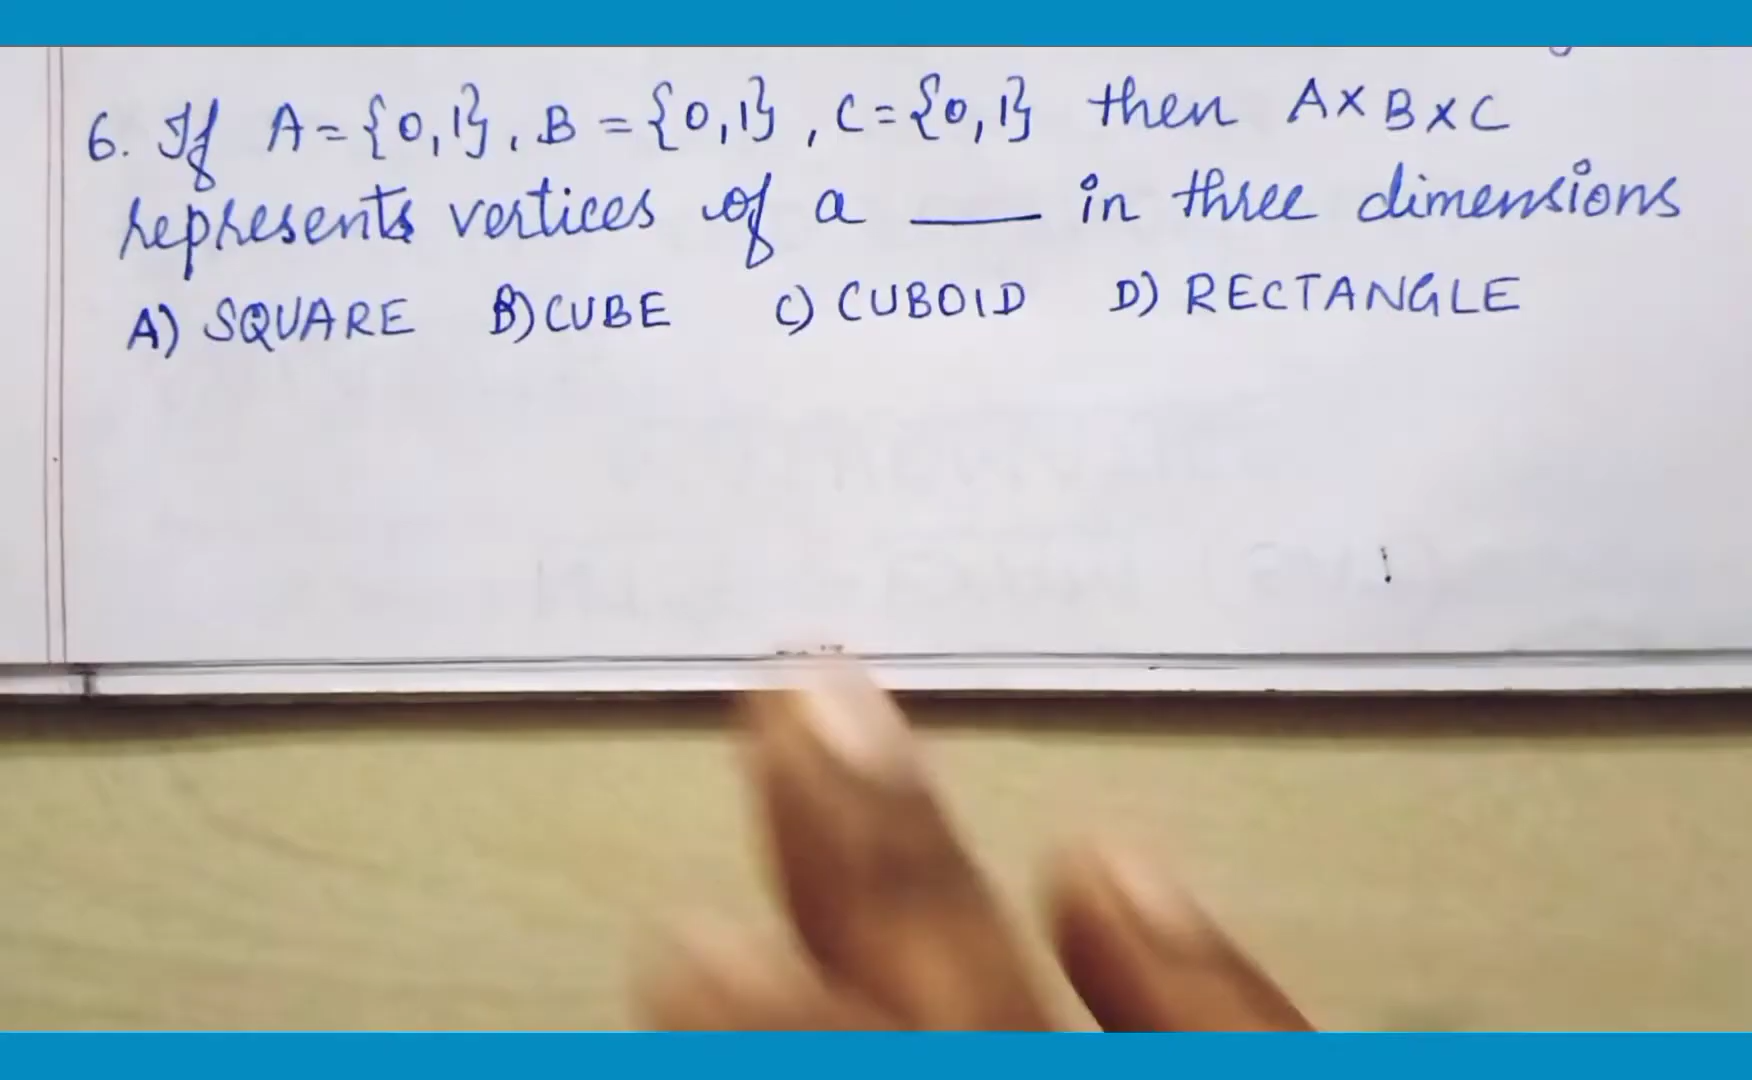 6. If A={0,1}, B={0,1}, C={0,1} then A×B×C
represents vertices of a ___ in three dimensions
A) SQUARE B) CUBE C) CUBOID D) RECTANGLE